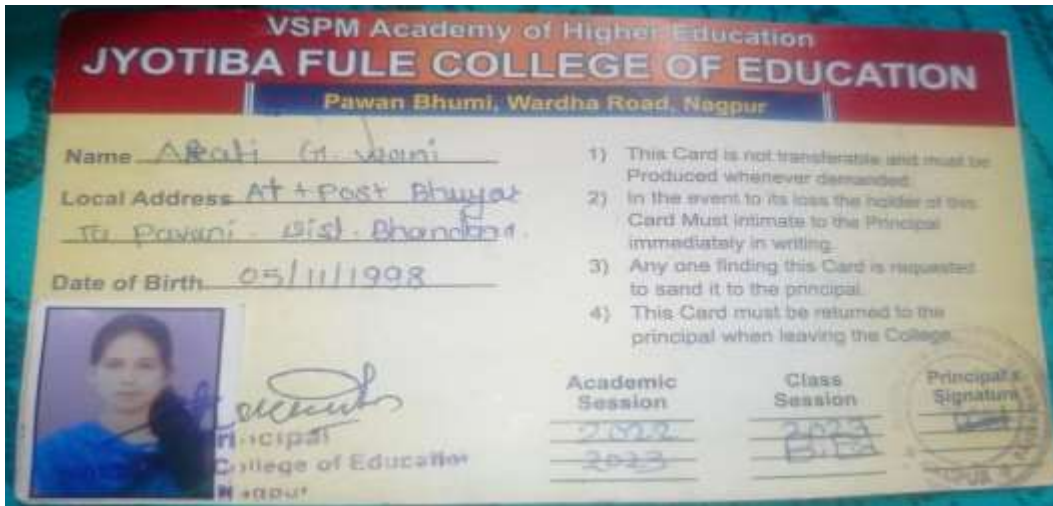 VSPM Academy of Higher Education
JYOTIBA FULE COLLEGE OF EDUCATION
Pawan Bhumi, Wardha Road, Nagpur
Name Arati G. wani
Local Address At + Post Bhuyar
Ta Pavani. Dist. Bhandara.
Date of Birth 05/11/1998
Principal
College of Education
Nagpur
1) This Card is not transferable and must be
Produced whenever demanded.
2) In the event to its loss the holder of this
Card Must intimate to the Principal
immediately in writing.
3) Any one finding this Card is requested
to sand it to the principal.
4) This Card must be returned to the
principal when leaving the College.
Academic Session Class Session Principal's Signature
2022 2023
2023 B.Ed